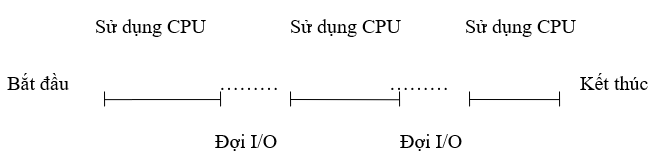 Sử dụng CPU Sử dụng CPU Sử dụng CPU
Bắt đầu ......... ......... Kết thúc
Đợi I/O Đợi I/O